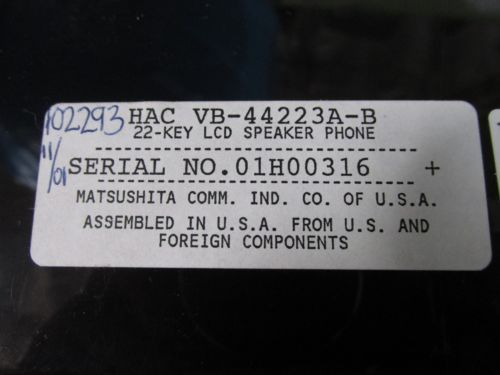 102293 HAC VB-44223A-B
22-KEY LCD SPEAKER PHONE
11/01 SERIAL NO.01H00316 +
MATSUSHITA COMM. IND. CO. OF U.S.A.
ASSEMBLED IN U.S.A. FROM U.S. AND
FOREIGN COMPONENTS